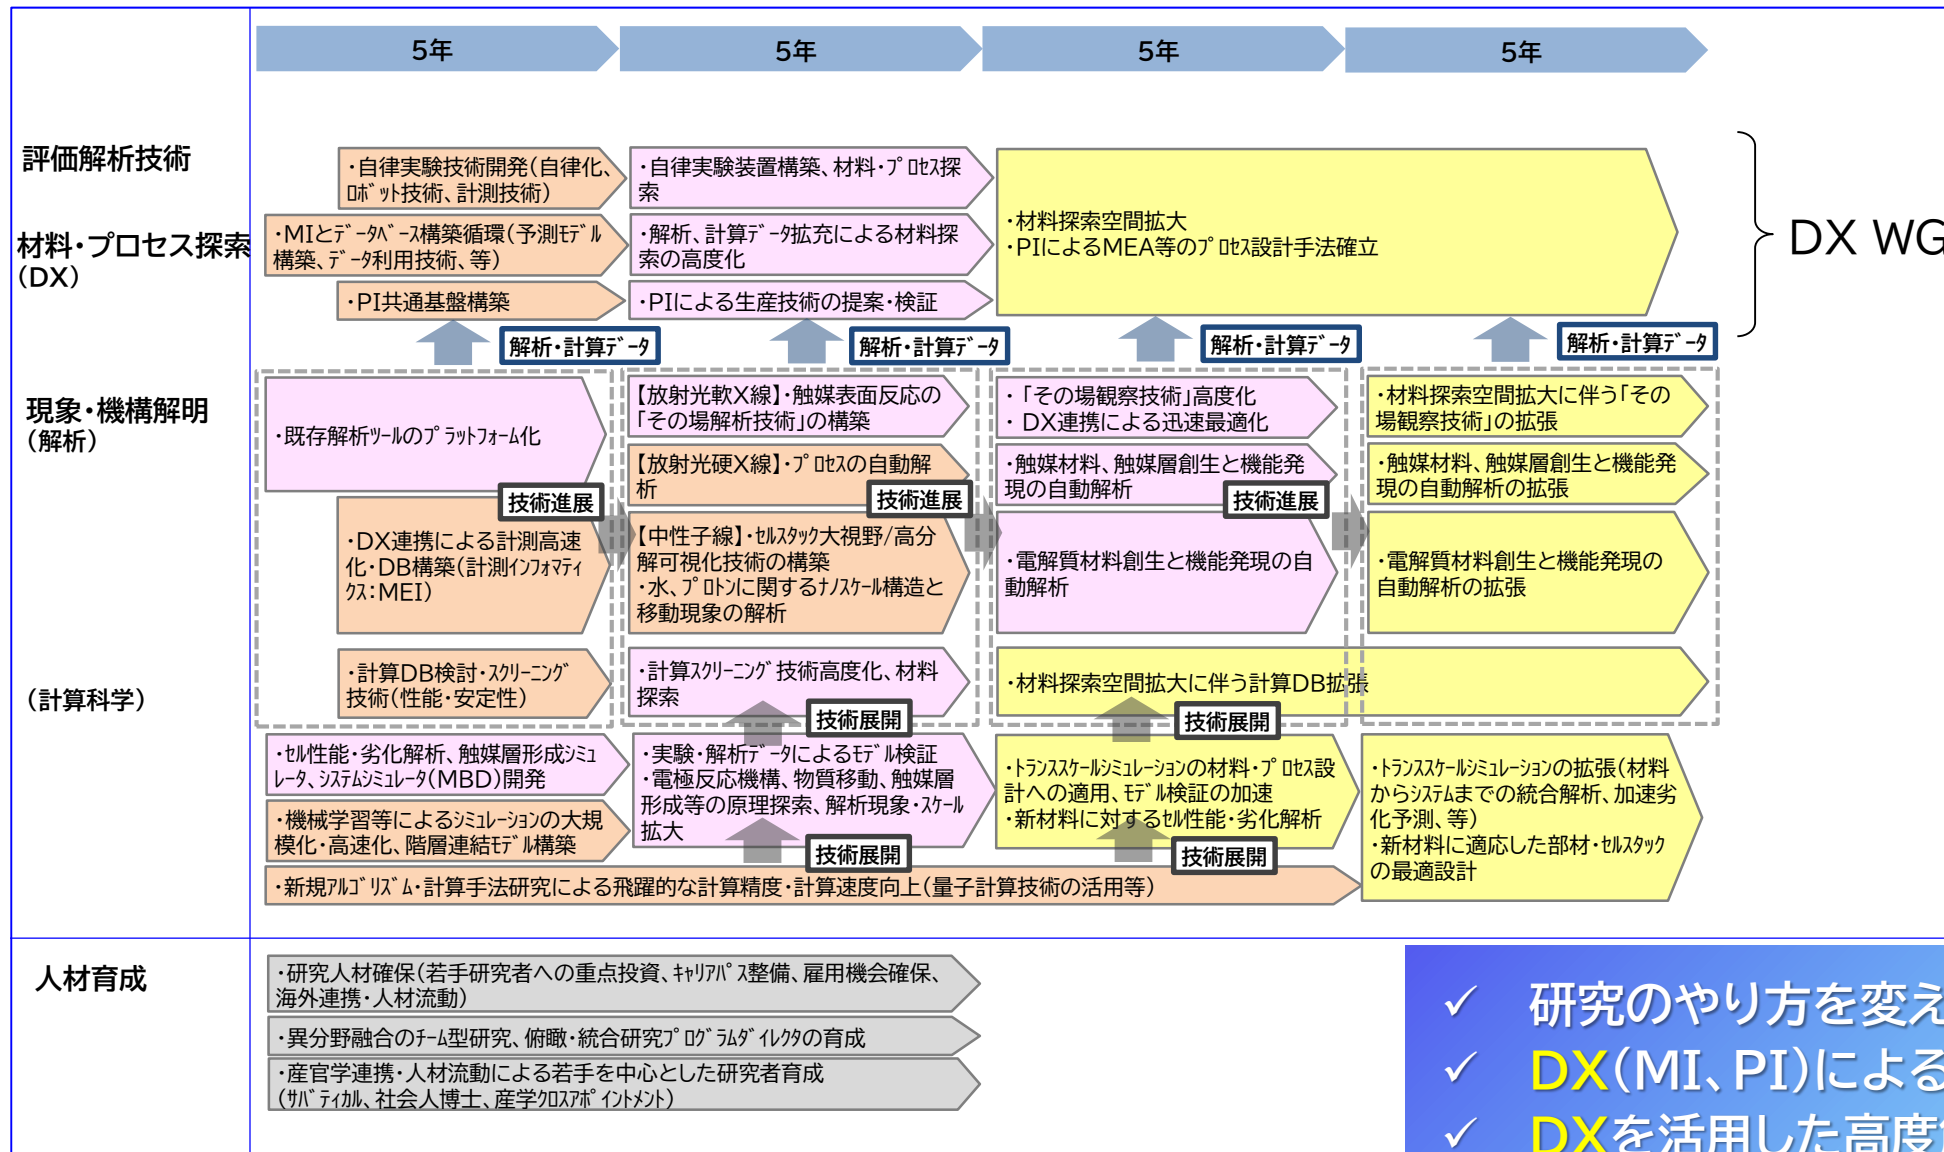 5年
5年
5年
5年
評価解析技術
材料・プロセス探索
(DX)
・自律実験技術開発(自律化、
ﾛﾎﾞｯﾄ技術、計測技術)
・MIとﾃﾞｰﾀﾍﾞｰｽ構築循環(予測ﾓﾃﾞﾙ
構築、ﾃﾞｰﾀ利用技術、等)
・PI共通基盤構築
・自律実験装置構築、材料・ﾌﾟﾛｾｽ探
索
・解析、計算ﾃﾞｰﾀ拡充による材料探
索の高度化
・PIによる生産技術の提案・検証
・材料探索空間拡大
・PIによるMEA等のﾌﾟﾛｾｽ設計手法確立
DX WG
解析・計算ﾃﾞｰﾀ
解析・計算ﾃﾞｰﾀ
解析・計算ﾃﾞｰﾀ
解析・計算ﾃﾞｰﾀ
現象・機構解明
(解析)
・既存解析ﾂｰﾙのﾌﾟﾗｯﾄﾌｫｰﾑ化
技術進展
・DX連携による計測高速
化・DB構築(計測ｲﾝﾌｫﾏﾃｨ
ｸｽ:MEI)
【放射光軟X線】・触媒表面反応の
「その場解析技術」の構築
【放射光硬X線】・ﾌﾟﾛｾｽの自動解
析
技術進展
【中性子線】・ｾﾙｽﾀｯｸ大視野/高分
解可視化技術の構築
・水、ﾌﾟﾛﾄﾝに関するﾅﾉｽｹｰﾙ構造と
移動現象の解析
・「その場観察技術」高度化
・ DX連携による迅速最適化
・触媒材料、触媒層創生と機能発
現の自動解析
技術進展
・電解質材料創生と機能発現の自
動解析
・材料探索空間拡大に伴う「その
場観察技術」の拡張
・触媒材料、触媒層創生と機能発
現の自動解析の拡張
・電解質材料創生と機能発現の
自動解析の拡張
(計算科学)
・計算DB検討・ｽｸﾘｰﾆﾝｸﾞ
技術(性能・安定性)
・計算ｽｸﾘｰﾆﾝｸﾞ技術高度化、材料
探索
・材料探索空間拡大に伴う計算DB拡張
技術展開
技術展開
・ｾﾙ性能・劣化解析、触媒層形成ｼﾐｭ
ﾚｰﾀ、ｼｽﾃﾑｼﾐｭﾚｰﾀ(MBD)開発
・機械学習等によるｼﾐｭﾚｰｼｮﾝの大規
模化・高速化、階層連結ﾓﾃﾞﾙ構築
・実験・解析ﾃﾞｰﾀによるﾓﾃﾞﾙ検証
・電極反応機構、物質移動、触媒層
形成等の原理探索、解析現象・ｽｹｰﾙ
拡大
・ﾄﾗﾝｽｽｹｰﾙｼﾐｭﾚｰｼｮﾝの材料・ﾌﾟﾛｾｽ設
計への適用、ﾓﾃﾞﾙ検証の加速
・新材料に対するｾﾙ性能・劣化解析
・ﾄﾗﾝｽｽｹｰﾙｼﾐｭﾚｰｼｮﾝの拡張(材料
からｼｽﾃﾑまでの統合解析、加速劣
化予測、等)
・新材料に適応した部材・ｾﾙｽﾀｯｸ
の最適設計
技術展開
技術展開
・新規ｱﾙｺﾞﾘｽﾞﾑ・計算手法研究による飛躍的な計算精度・計算速度向上(量子計算技術の活用等)
人材育成
・研究人材確保(若手研究者への重点投資、ｷｬﾘｱﾊﾟｽ整備、雇用機会確保、
海外連携・人材流動)
・異分野融合のﾁｰﾑ型研究、俯瞰・統合研究ﾌﾟﾛｸﾞﾗﾑﾀﾞｲﾚｸﾀの育成
・産官学連携・人材流動による若手を中心とした研究者育成
(ｻﾊﾞﾃｨｶﾙ、社会人博士、産学ｸﾛｽｱﾎﾟｲﾝﾄﾒﾝﾄ)
✓ 研究のやり方を変え
✓ DX(MI、PI)による
✓ DXを活用した高度